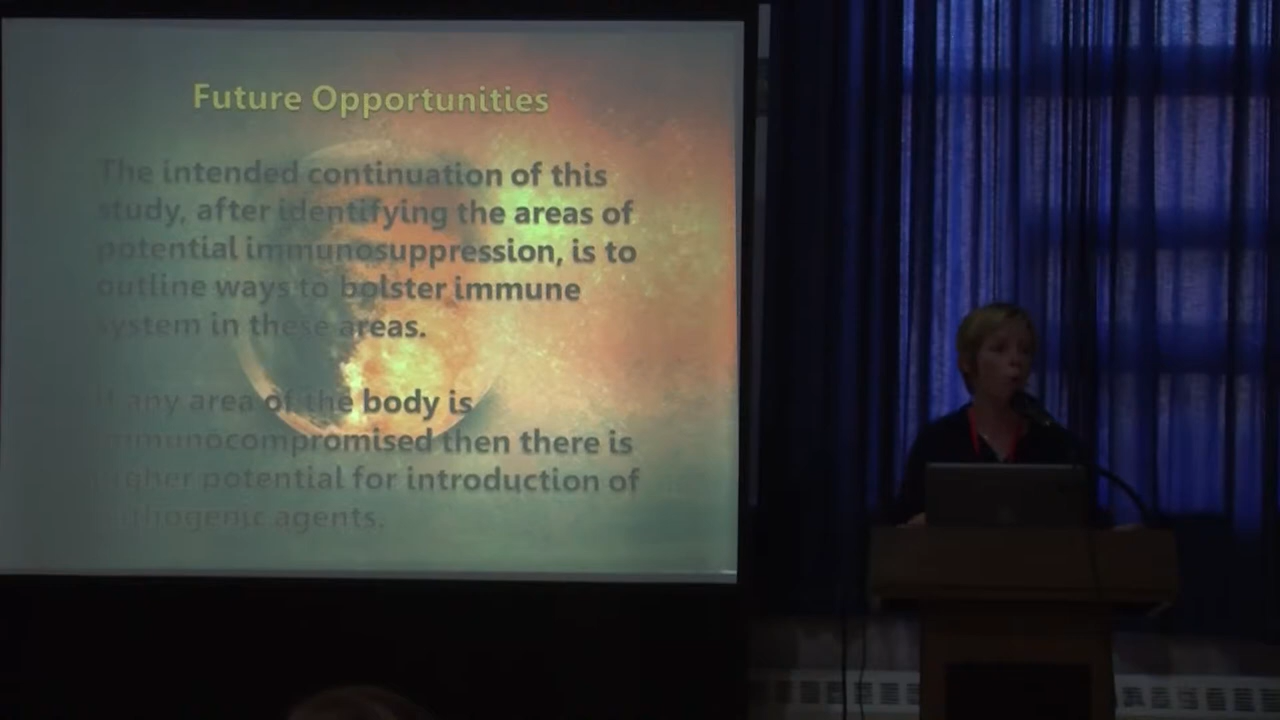 Future Opportunities
The intended continuation of this
study, after identifying the areas of
potential immunosuppression, is to
outline ways to bolster immune
system in these areas.
If any area of the body is
immunocompromised then there is
higher potential for introduction of
pathogenic agents.